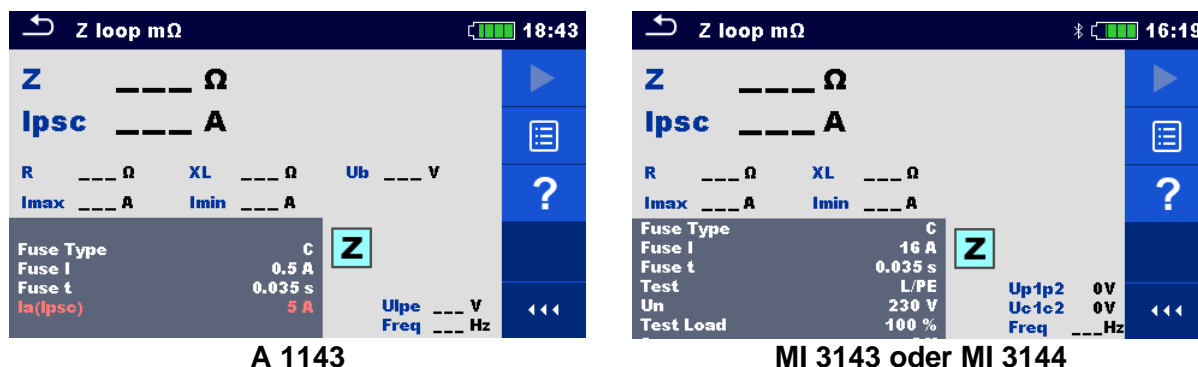 Z loop mΩ 18:43
Z ___ Ω
Ipsc ___ A
R ___ Ω XL ___ Ω Ub ___ V
Imax ___ A Imin ___ A
Fuse Type C
Fuse I 0.5 A
Fuse t 0.035 s
Ia(Ipsc) 5 A
Z
Ulpe ___ V
Freq ___ Hz
?
A 1143
Z loop mΩ 16:19
Z ___ Ω
Ipsc ___ A
R ___ Ω XL ___ Ω
Imax ___ A Imin ___ A
Fuse Type C
Fuse I 16 A
Fuse t 0.035 s
Test L/PE
Un 230 V
Test Load 100 %
Z
Up1p2 0V
Uc1c2 0V
Freq ___Hz
?
MI 3143 oder MI 3144